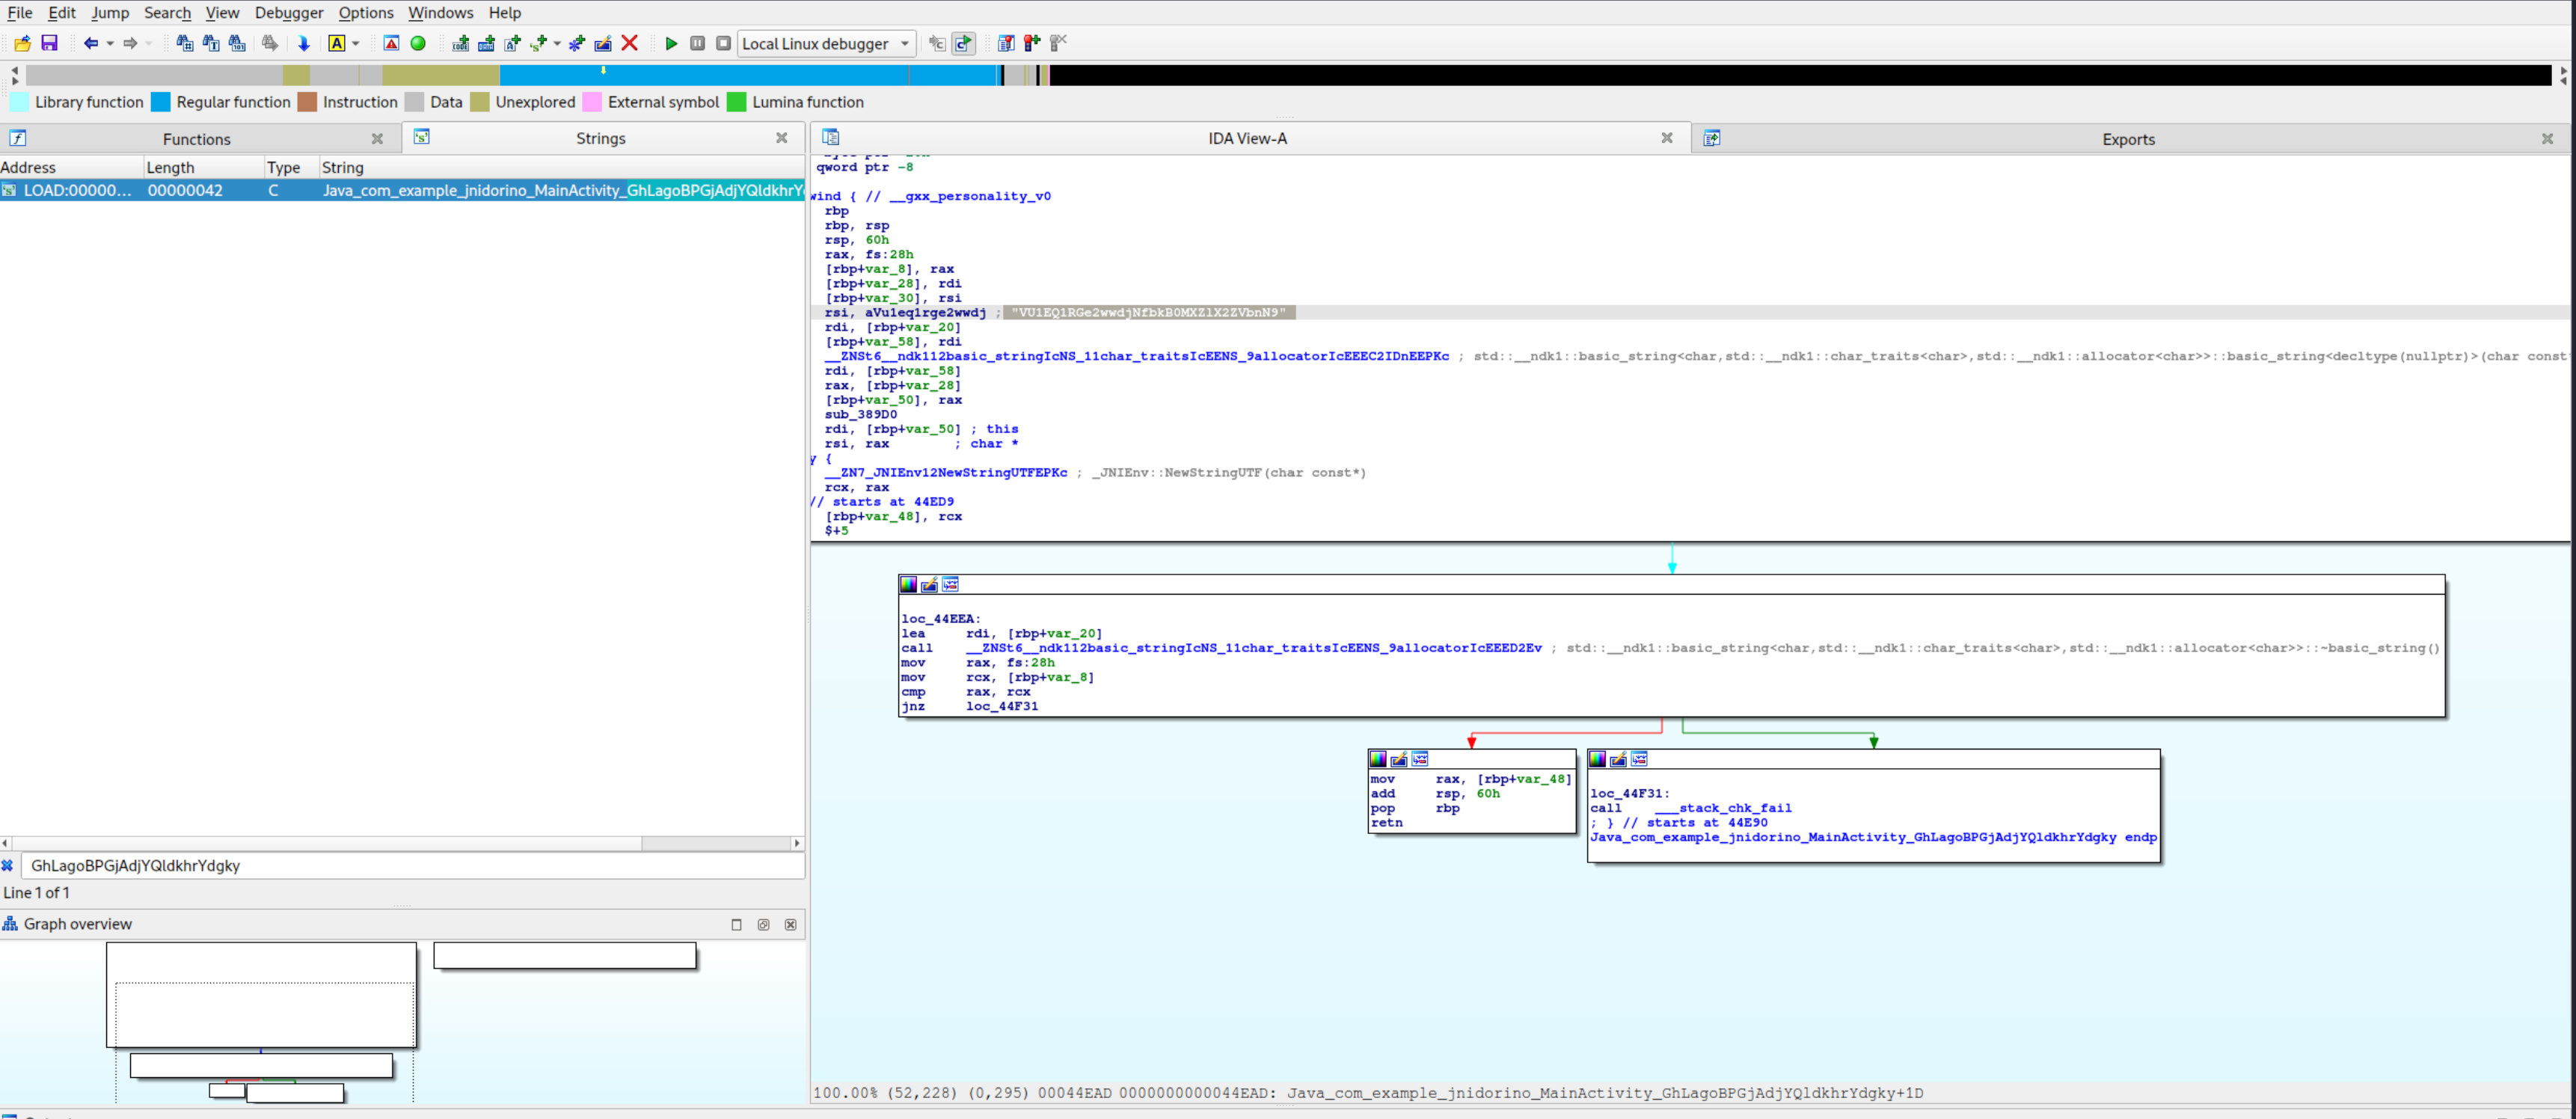 File Edit Jump Search View Debugger Options Windows Help
Local Linux debugger
Library function Regular function Instruction Data Unexplored External symbol Lumina function
Functions Strings IDA View-A Exports
Address Length Type String
LOAD:00000... 00000042 C Java_com_example_jnidorino_MainActivity_GhLagoBPGjAdjYQldkhrY
qword ptr -8
wind { // __gxx_personality_v0
rbp
rbp, rsp
rsp, 60h
rax, fs:28h
[rbp+var_8], rax
[rbp+var_28], rdi
[rbp+var_30], rsi
rsi, aVu1eq1rge2wwdj ; "VU1EQ1RGe2wwdjNfbkB0MXZlX2ZVbnN9"
rdi, [rbp+var_20]
[rbp+var_58], rdi
__ZNSt6__ndk112basic_stringIcNS_11char_traitsIcEENS_9allocatorIcEEEC2IDnEEPKc ; std::__ndk1::basic_string<char,std::__ndk1::char_traits<char>,std::__ndk1::allocator<char>>::basic_string<decltype(nullptr)>(char const
rdi, [rbp+var_58]
rax, [rbp+var_28]
[rbp+var_50], rax
sub_389D0
rdi, [rbp+var_50] ; this
rsi, rax ; char *
y {
__ZN7_JNIEnv12NewStringUTFEPKc ; _JNIEnv::NewStringUTF(char const*)
rcx, rax
// starts at 44ED9
[rbp+var_48], rcx
$+5
loc_44EEA:
lea rdi, [rbp+var_20]
call __ZNSt6__ndk112basic_stringIcNS_11char_traitsIcEENS_9allocatorIcEEED2Ev ; std::__ndk1::basic_string<char,std::__ndk1::char_traits<char>,std::__ndk1::allocator<char>>::~basic_string()
mov rax, fs:28h
mov rcx, [rbp+var_8]
cmp rax, rcx
jnz loc_44F31
mov rax, [rbp+var_48]
add rsp, 60h
pop rbp
retn
loc_44F31:
call ___stack_chk_fail
; } // starts at 44E90
Java_com_example_jnidorino_MainActivity_GhLagoBPGjAdjYQldkhrYdgky endp
GhLagoBPGjAdjYQldkhrYdgky
Line 1 of 1
Graph overview
100.00% (52,228) (0,295) 00044EAD 0000000000044EAD: Java_com_example_jnidorino_MainActivity_GhLagoBPGjAdjYQldkhrYdgky+1D